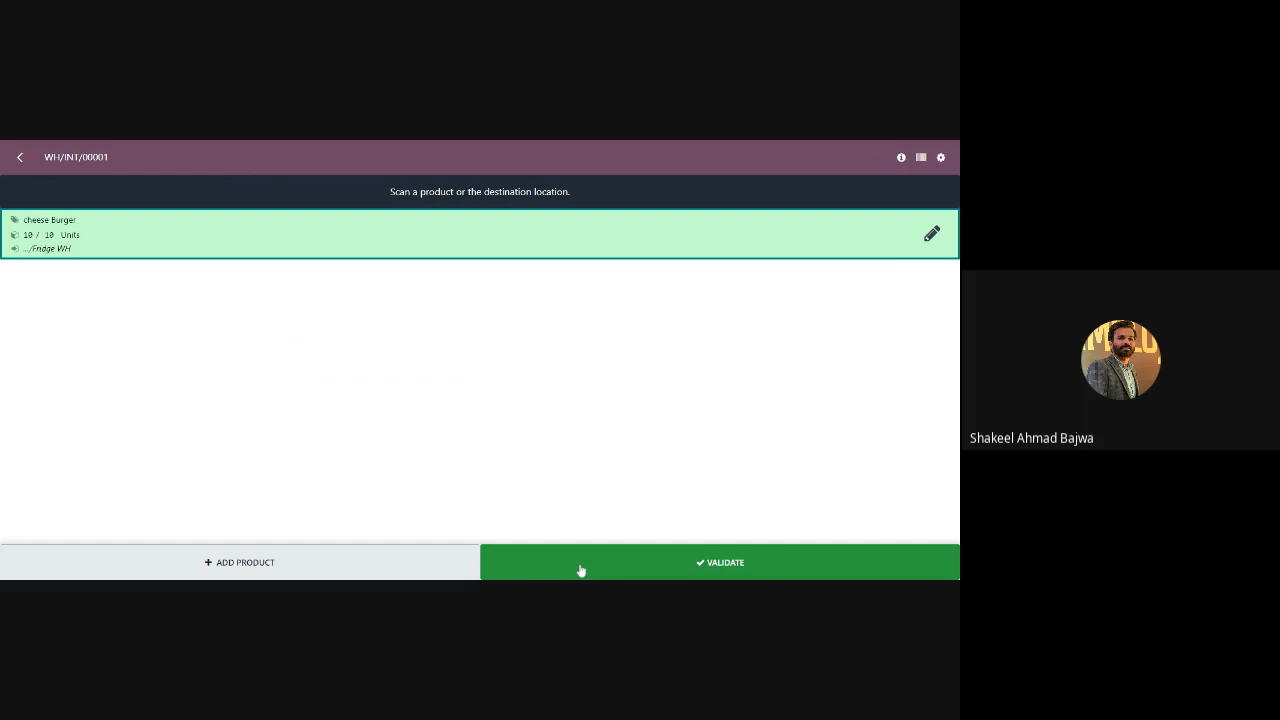 WH/INT/00001
Scan a product or the destination location.
cheese Burger
10 / 10 Units
.../Fridge WH
ADD PRODUCT
VALIDATE
Shakeel Ahmad Bajwa